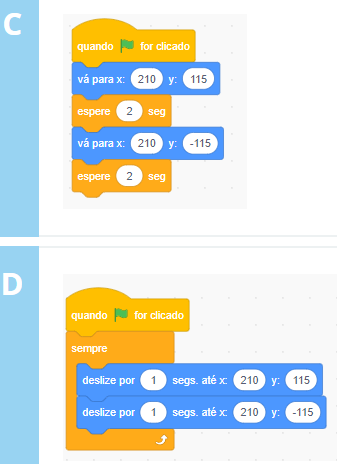 C
quando for clicado
vá para x: 210 y: 115
espere 2 seg
vá para x: 210 y: -115
espere 2 seg
D
quando for clicado
sempre
deslize por 1 segs. até x: 210 y: 115
deslize por 1 segs. até x: 210 y: -115